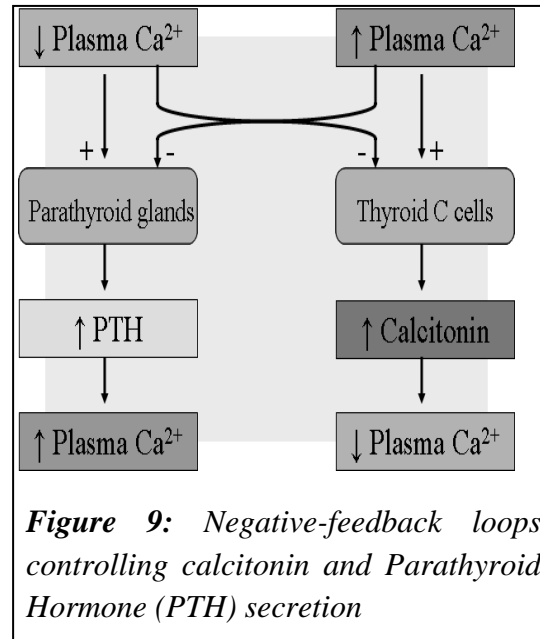 ↓ Plasma Ca²⁺
↑ Plasma Ca²⁺
+
-
-
+
Parathyroid glands
Thyroid C cells
↑ PTH
↑ Calcitonin
↑ Plasma Ca²⁺
↓ Plasma Ca²⁺
Figure 9: Negative-feedback loops
controlling calcitonin and Parathyroid
Hormone (PTH) secretion